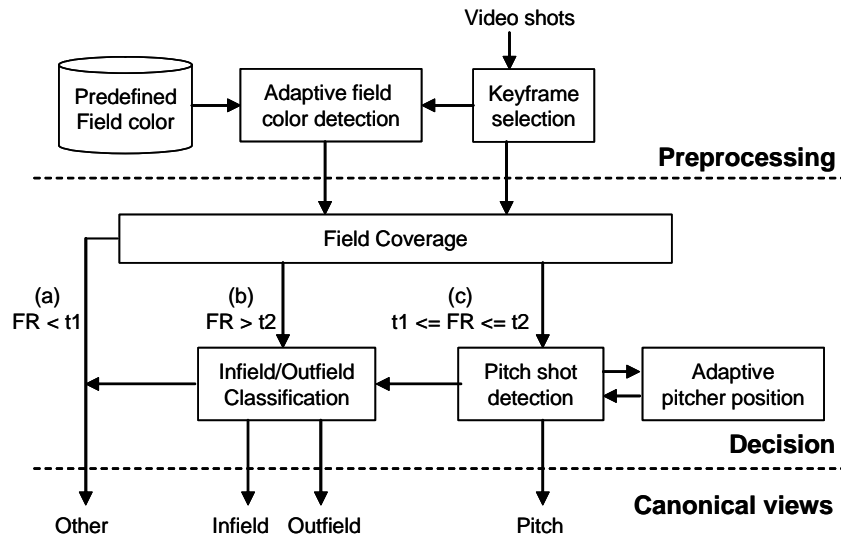 Video shots
Predefined
Field color
Adaptive field
color detection
Keyframe
selection
Preprocessing
Field Coverage
(a)
FR < t1
(b)
FR > t2
(c)
t1 <= FR <= t2
Infield/Outfield
Classification
Pitch shot
detection
Adaptive
pitcher position
Decision
Canonical views
Other
Infield
Outfield
Pitch